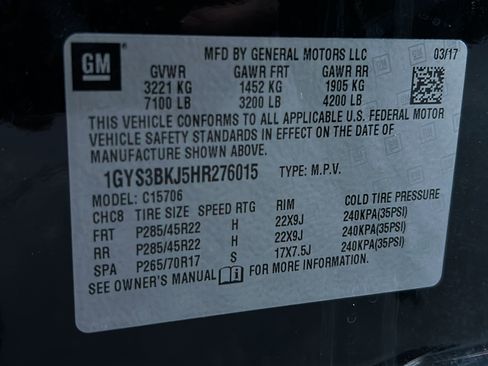 GM
MFD BY GENERAL MOTORS LLC 03/17
GVWR GAWR FRT GAWR RR
3221 KG 1452 KG 1905 KG
7100 LB 3200 LB 4200 LB
THIS VEHICLE CONFORMS TO ALL APPLICABLE U.S. FEDERAL MOTOR
VEHICLE SAFETY STANDARDS IN EFFECT ON THE DATE OF
MANUFACTURE SHOWN ABOVE.
1GYS3BKJ5HR276015 TYPE: M.P.V.
MODEL: C15706
CHC8 TIRE SIZE SPEED RTG RIM COLD TIRE PRESSURE
FRT P285/45R22 H 22X9J 240KPA(35PSI)
RR P285/45R22 H 22X9J 240KPA(35PSI)
SPA P265/70R17 S 17X7.5J 240KPA(35PSI)
SEE OWNER'S MANUAL FOR MORE INFORMATION.